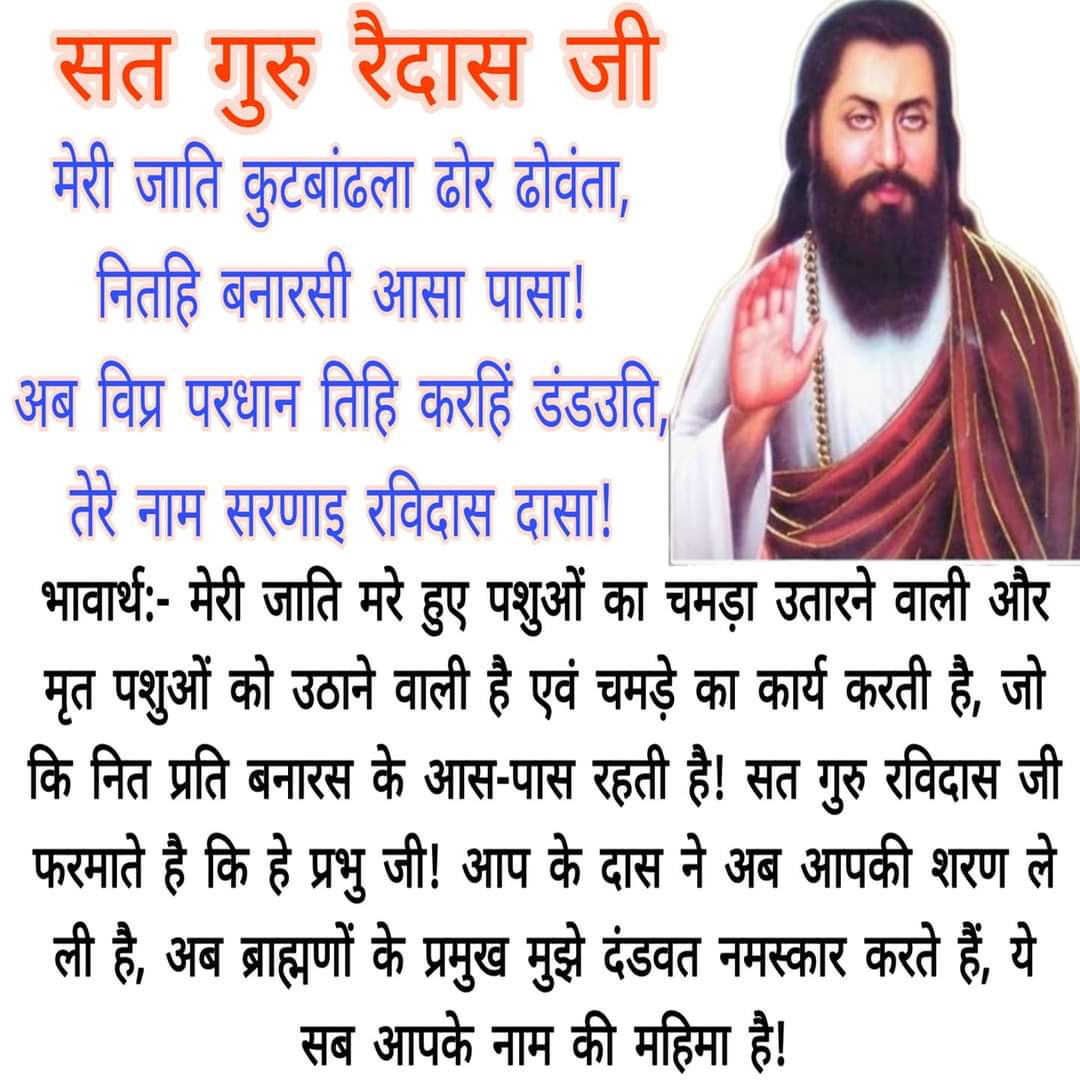 सत गुरु रैदास जी
मेरी जाति कुटबांढला ढोर ढोवंता,
नितहि बनारसी आसा पासा!
अब विप्र परधान तिहि करहिं डंडउति,
तेरे नाम सरणाइ रविदास दासा!
भावार्थ:- मेरी जाति मरे हुए पशुओं का चमड़ा उतारने वाली और
मृत पशुओं को उठाने वाली है एवं चमड़े का कार्य करती है, जो
कि नित प्रति बनारस के आस-पास रहती है! सत गुरु रविदास जी
फरमाते है कि हे प्रभु जी! आप के दास ने अब आपकी शरण ले
ली है, अब ब्राह्मणों के प्रमुख मुझे दंडवत नमस्कार करते हैं, ये
सब आपके नाम की महिमा है!